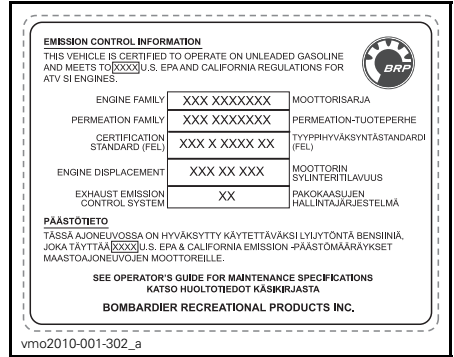 EMISSION CONTROL INFORMATION
THIS VEHICLE IS CERTIFIED TO OPERATE ON UNLEADED GASOLINE
AND MEETS TO XXXX U.S. EPA AND CALIFORNIA REGULATIONS FOR
ATV SI ENGINES.
BRP
ENGINE FAMILY XXX XXXXXXX MOOTTORISARJA
PERMEATION FAMILY XXX XXXXXXX PERMEATION-TUOTEPERHE
CERTIFICATION STANDARD (FEL) XXX X XXXX XX TYYPPIHYVÄKSYNTÄSTANDARDI (FEL)
ENGINE DISPLACEMENT XXX XX XXX MOOTTORIN SYLINTERITILAVUUS
EXHAUST EMISSION CONTROL SYSTEM XX PAKOKAASUJEN HALLINTAJÄRJESTELMÄ
PÄÄSTÖTIETO
TÄSSÄ AJONEUVOSSA ON HYVÄKSYTTY KÄYTETTÄVÄKSI LYIJYTÖNTÄ BENSIINIÄ,
JOKA TÄYTTÄÄ XXXX U.S. EPA & CALIFORNIA EMISSION -PÄÄSTÖMÄÄRÄYKSET
MAASTOAJONEUVOJEN MOOTTOREILLE.
SEE OPERATOR'S GUIDE FOR MAINTENANCE SPECIFICATIONS
KATSO HUOLTOTIEDOT KÄSIKIRJASTA
BOMBARDIER RECREATIONAL PRODUCTS INC.
vmo2010-001-302_a